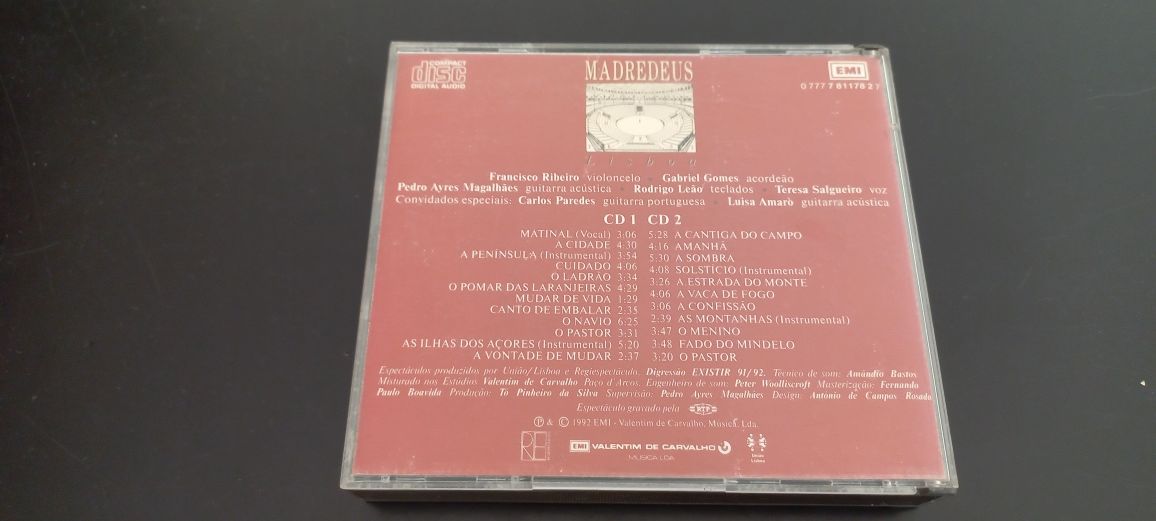 COMPACT
disc
DIGITAL AUDIO
MADREDEUS
EMI
0 777 7 81178 2 7
Lisboa
Francisco Ribeiro violoncelo • Gabriel Gomes acordeão
Pedro Ayres Magalhães guitarra acústica • Rodrigo Leão teclados • Teresa Salgueiro voz
Convidados especiais: Carlos Paredes guitarra portuguesa • Luisa Amaro guitarra acústica
CD 1 CD 2
MATINAL (Vocal) 3:06 5:28 A CANTIGA DO CAMPO
A CIDADE 4:30 4:16 AMANHÃ
A PENÍNSULA (Instrumental) 3:54 5:30 A SOMBRA
CUIDADO 4:06 4:08 SOLSTICIO (Instrumental)
O LADRÃO 3:34 3:26 A ESTRADA DO MONTE
O POMAR DAS LARANJEIRAS 4:29 4:06 A VACA DE FOGO
MUDAR DE VIDA 1:29 3:06 A CONFISSÃO
CANTO DE EMBALAR 2:35 2:39 AS MONTANHAS (Instrumental)
O NAVIO 6:25 3:47 O MENINO
O PASTOR 3:31 3:48 FADO DO MINDELO
AS ILHAS DOS AÇORES (Instrumental) 5:20 3:20 O PASTOR
A VONTADE DE MUDAR 2:37
Espectáculos produzidos por União/Lisboa e Regiespectáculo. Digressão EXISTIR 91/92. Técnico de som: Amândio Bastos
Misturado nos Estúdios Valentim de Carvalho Paço d'Arcos. Engenheiro de som: Peter Woolliscroft Masterização: Fernando
Paulo Boavida Produção: Tó Pinheiro da Silva Supervisão: Pedro Ayres Magalhães Design: António de Campos Rosado
Espectáculo gravado pela RTP
℗ & © 1992 EMI - Valentim de Carvalho, Música, Lda.
RE
EMI VALENTIM DE CARVALHO
MÚSICA LDA
União
Lisboa